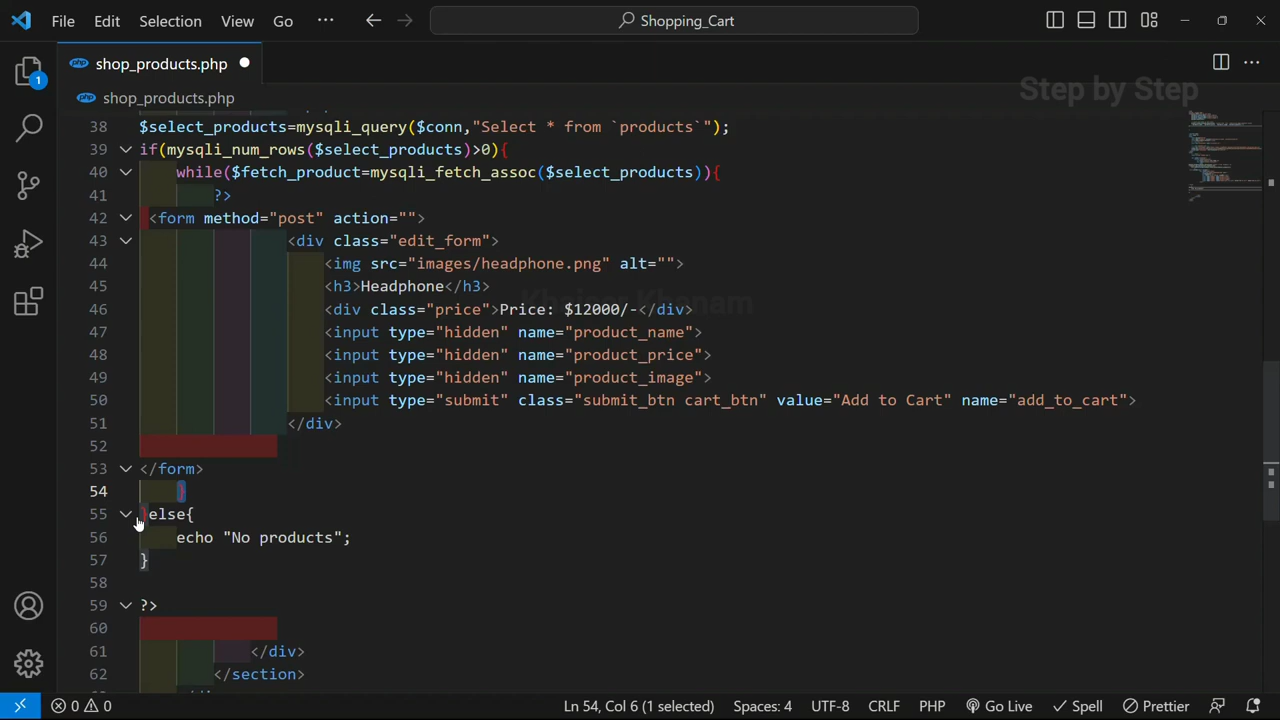 File Edit Selection View Go ··· Shopping_Cart
1
Step by Step
shop_products.php
shop_products.php
38 $select_products=mysqli_query($conn,"Select * from `products`");
39 if(mysqli_num_rows($select_products)>0){
40 while($fetch_product=mysqli_fetch_assoc($select_products)){
41 ?>
42 <form method="post" action="">
43 <div class="edit_form">
44 <img src="images/headphone.png" alt="">
45 <h3>Headphone</h3>
Khaiser Khanam
46 <div class="price">Price: $12000/-</div>
47 <input type="hidden" name="product_name">
48 <input type="hidden" name="product_price">
49 <input type="hidden" name="product_image">
50 <input type="submit" class="submit_btn cart_btn" value="Add to Cart" name="add_to_cart">
51 </div>
52
53 </form>
54 }
55 }else{
56 echo "No products";
57 }
58
59 ?>
60
61 </div>
62 </section>
0 0 Ln 54, Col 6 (1 selected) Spaces: 4 UTF-8 CRLF PHP Go Live Spell Prettier